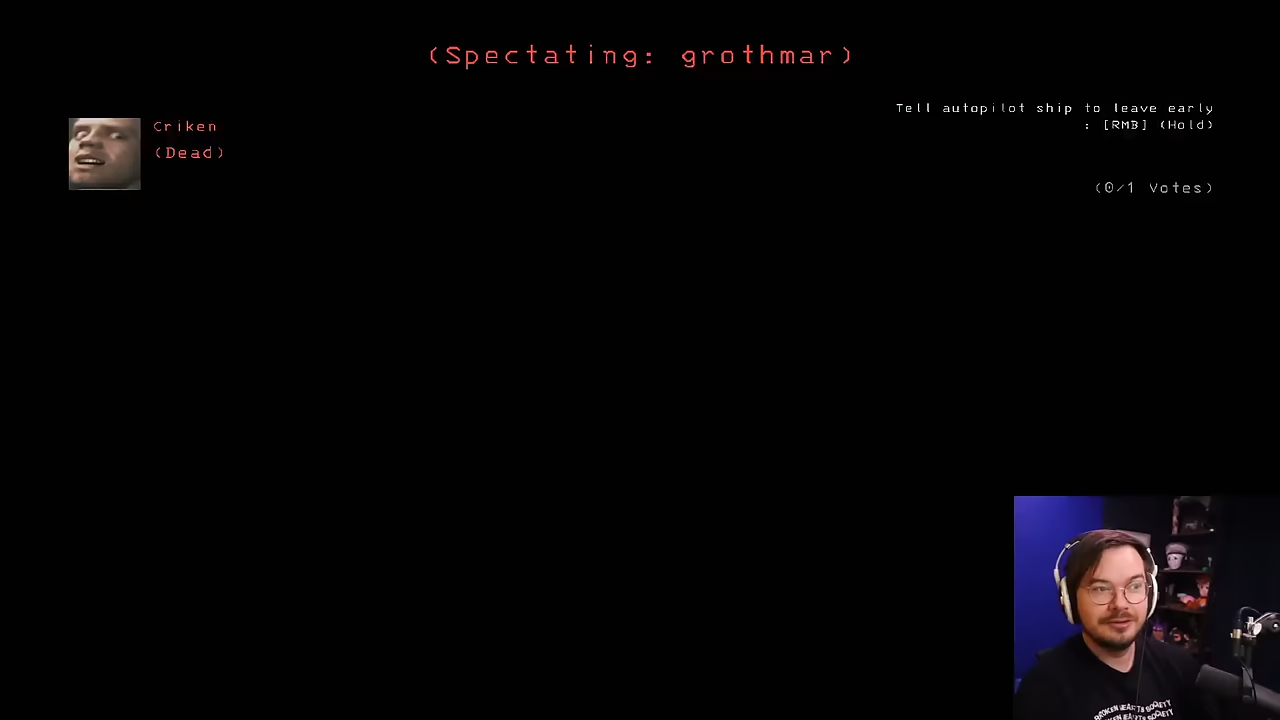 (Spectating: grothmar)
Criken
(Dead)
Tell autopilot ship to leave early
: [RMB] (Hold)
(0/1 Votes)